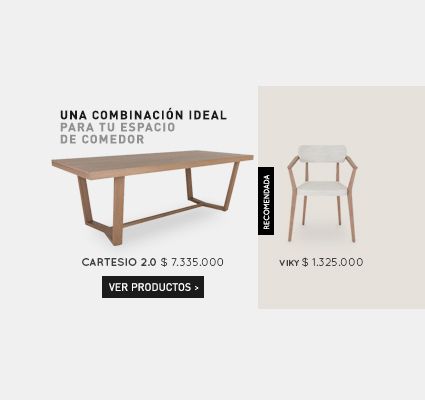 UNA COMBINACIÓN IDEAL
PARA TU ESPACIO
DE COMEDOR
RECOMENDADA
CARTESIO 2.0 $ 7.335.000
VIKY $ 1.325.000
VER PRODUCTOS >